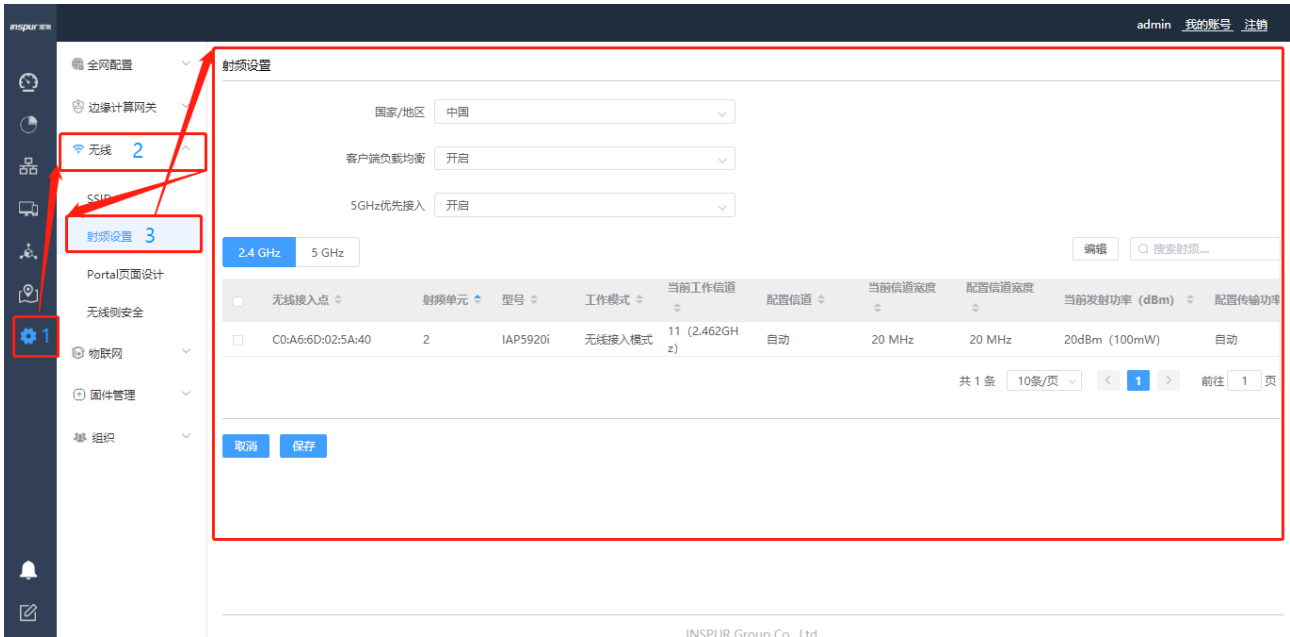 inspur 浪潮
admin 我的账号 注销
全网配置
边缘计算网关
无线 2
SSID
射频设置 3
Portal页面设计
无线侧安全
1
物联网
固件管理
组织
射频设置
国家/地区 中国
客户端负载均衡 开启
5GHz优先接入 开启
2.4 GHz 5 GHz 编辑 搜索射频....
无线接入点 射频单元 型号 工作模式 当前工作信道 配置信道 当前信道宽度 配置信道宽度 当前发射功率 (dBm) 配置传输功率
C0:A6:6D:02:5A:40 2 IAP5920i 无线接入模式 11 (2.462GH
z) 自动 20 MHz 20 MHz 20dBm (100mW) 自动
共 1 条 10条/页 < 1 > 前往 1 页
取消 保存
INSPUR Group Co., Ltd.